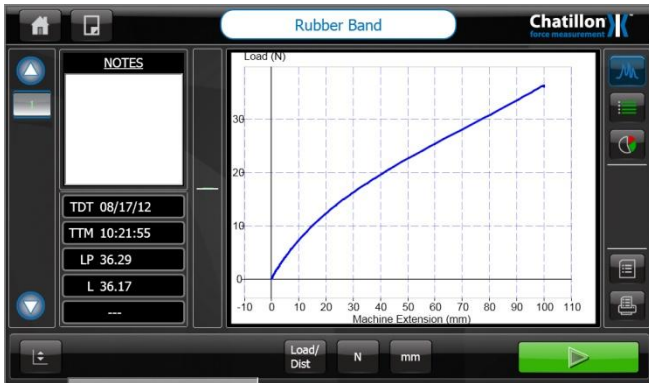 Rubber Band
Chatillon
force measurement
NOTES
1
TDT 08/17/12
TTM 10:21:55
LP 36.29
L 36.17
---
Load (N)
30
20
10
0
-10 0 10 20 30 40 50 60 70 80 90 100 110
Machine Extension (mm)
Load/
Dist
N
mm